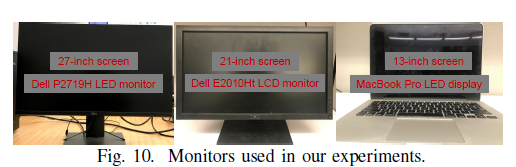 27-inch screen
Dell P2719H LED monitor
21-inch screen
Dell E2010Ht LCD monitor
13-inch screen
MacBook Pro LED display
Fig. 10. Monitors used in our experiments.